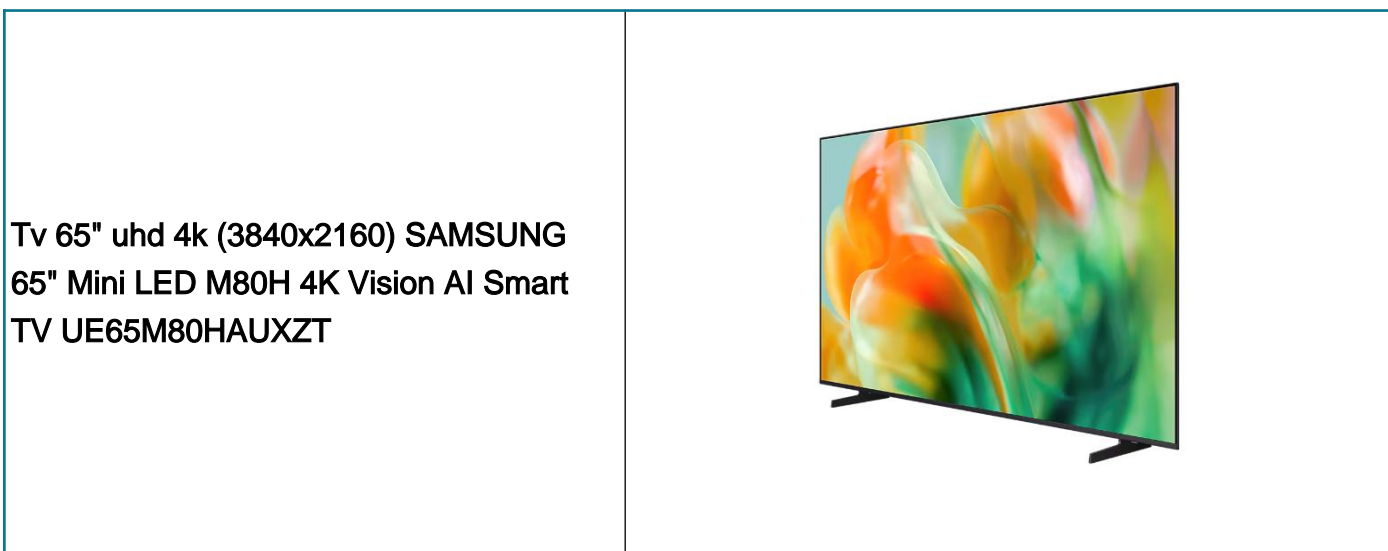 Tv 65" uhd 4k (3840x2160) SAMSUNG
65" Mini LED M80H 4K Vision AI Smart
TV UE65M80HAUXZT